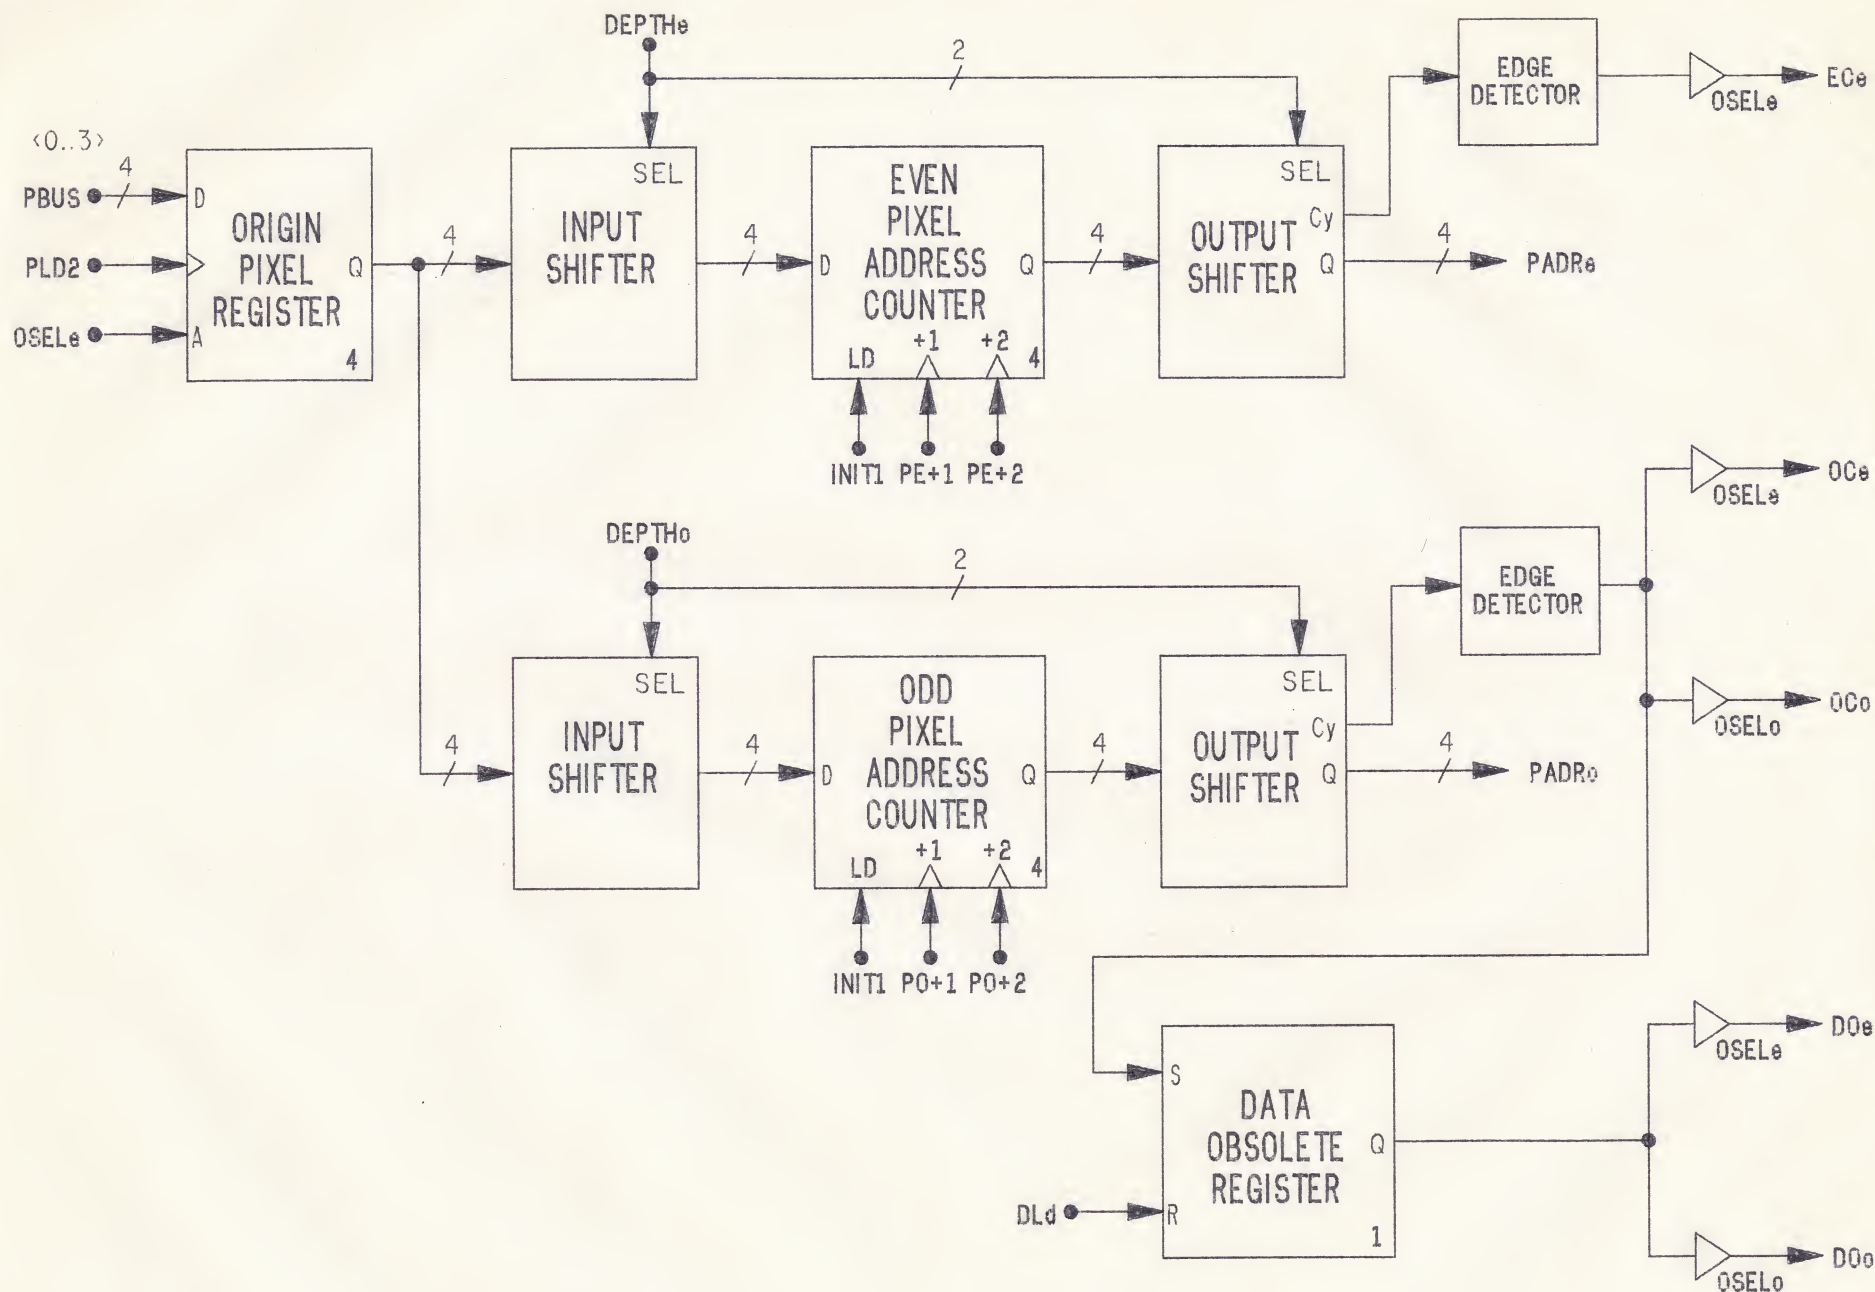 DEPTHe
2
EDGE
DETECTOR
OSELe
ECe
<0..3>
4
PBUS
D
PLD2
OSELe
A
ORIGIN
PIXEL
REGISTER
Q
4
4
SEL
INPUT
SHIFTER
4
EVEN
PIXEL
ADDRESS
COUNTER
D
Q
LD
+1
+2
4
INIT1
PE+1
PE+2
4
SEL
Cy
OUTPUT
SHIFTER
Q
4
PADRe
OSELe
OCe
DEPTHo
2
EDGE
DETECTOR
OSELo
OCo
4
SEL
INPUT
SHIFTER
4
ODD
PIXEL
ADDRESS
COUNTER
D
Q
LD
+1
+2
4
INIT1
PO+1
PO+2
4
SEL
Cy
OUTPUT
SHIFTER
Q
4
PADRo
S
DATA
OBSOLETE
REGISTER
Q
R
1
DLd
OSELe
DOe
OSELo
DOo